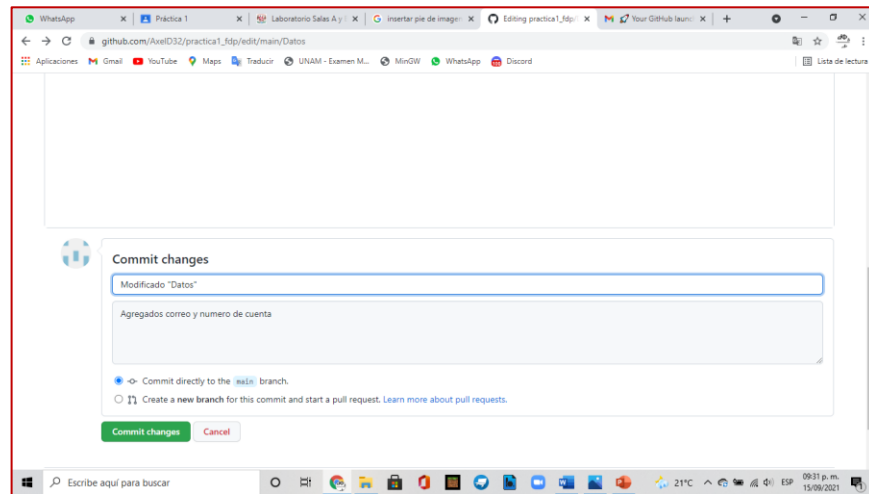 WhatsApp
Práctica 1
Laboratorio Salas A y
insertar pie de image
Editing practica1_fdp/
Your GitHub launc
github.com/AxelD32/practica1_fdp/edit/main/Datos
Aplicaciones
Gmail
YouTube
Maps
Traducir
UNAM - Examen M...
MinGW
WhatsApp
Discord
Lista de lectura
Commit changes
Modificado "Datos"
Agregados correo y numero de cuenta
Commit directly to the main branch.
Create a new branch for this commit and start a pull request. Learn more about pull requests.
Commit changes
Cancel
Escribe aquí para buscar
21°C
ESP
09:31 p. m.
15/09/2021